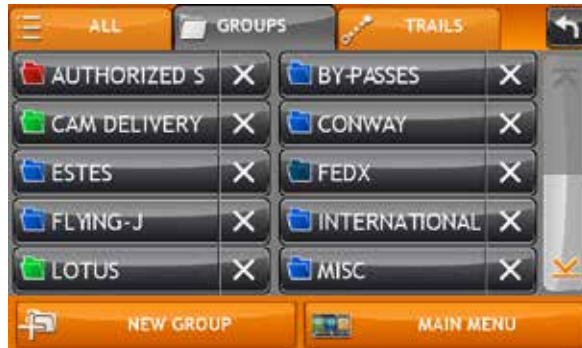 ALL GROUPS TRAILS
AUTHORIZED S BY-PASSES
CAM DELIVERY CONWAY
ESTES FEDX
FLYING-J INTERNATIONAL
LOTUS MISC
NEW GROUP MAIN MENU